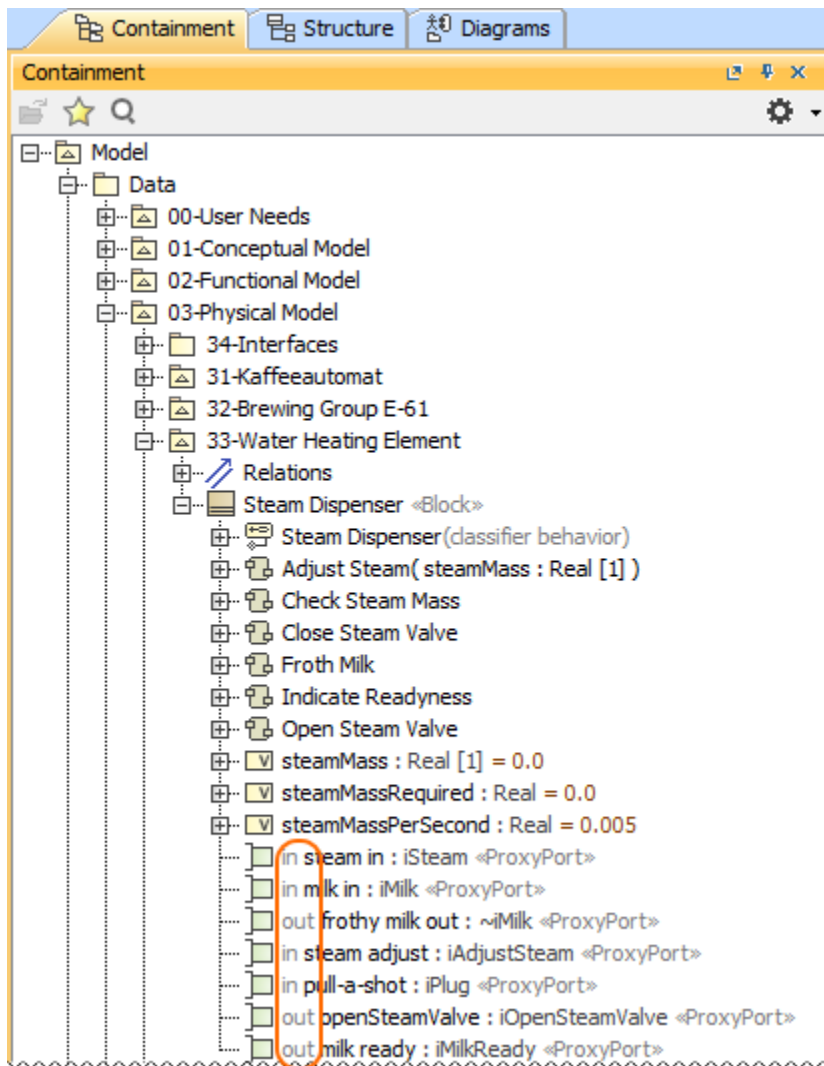 Containment Structure Diagrams
Containment
Model
Data
00-User Needs
01-Conceptual Model
02-Functional Model
03-Physical Model
34-Interfaces
31-Kaffeeautomat
32-Brewing Group E-61
33-Water Heating Element
Relations
Steam Dispenser «Block»
Steam Dispenser(classifier behavior)
Adjust Steam( steamMass : Real [1] )
Check Steam Mass
Close Steam Valve
Froth Milk
Indicate Readyness
Open Steam Valve
V steamMass : Real [1] = 0.0
V steamMassRequired : Real = 0.0
V steamMassPerSecond : Real = 0.005
in steam in : iSteam «ProxyPort»
in milk in : iMilk «ProxyPort»
out frothy milk out : ~iMilk «ProxyPort»
in steam adjust : iAdjustSteam «ProxyPort»
in pull-a-shot : iPlug «ProxyPort»
out openSteamValve : iOpenSteamValve «ProxyPort»
out milk ready : iMilkReady «ProxyPort»